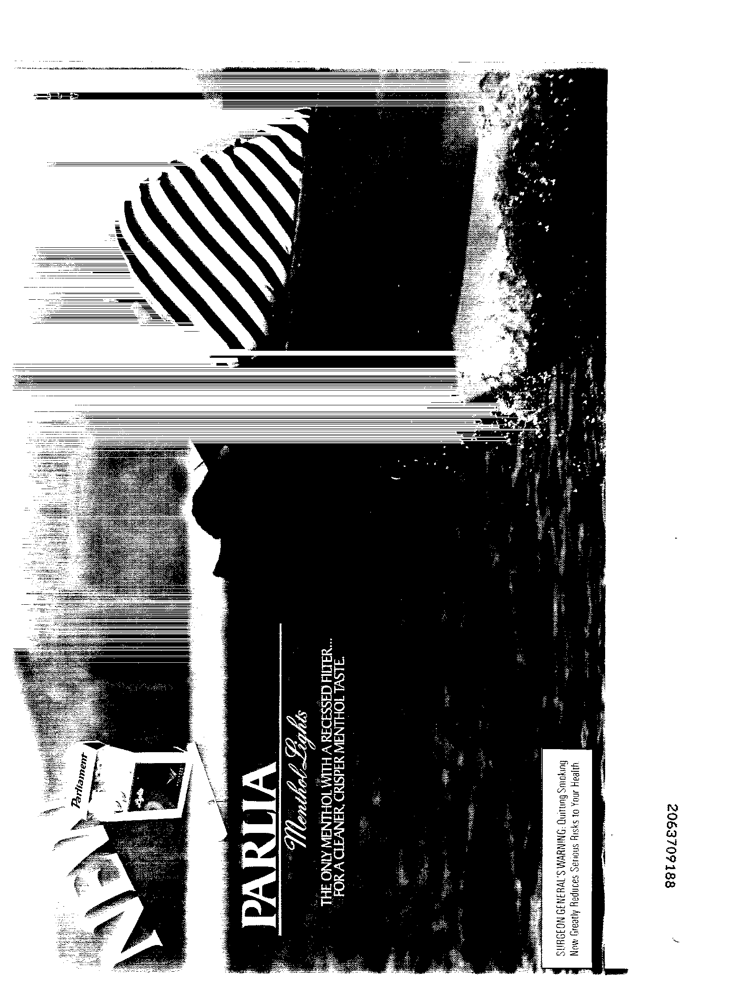 NEW
Parliament
PARLIA
Menthol Lights
THE ONLY MENTHOL WITH A RECESSED FILTER...
FOR A CLEANER, CRISPER MENTHOL TASTE.
SURGEON GENERAL'S WARNING: Quitting Smoking
Now Greatly Reduces Serious Risks to Your Health
2063709188